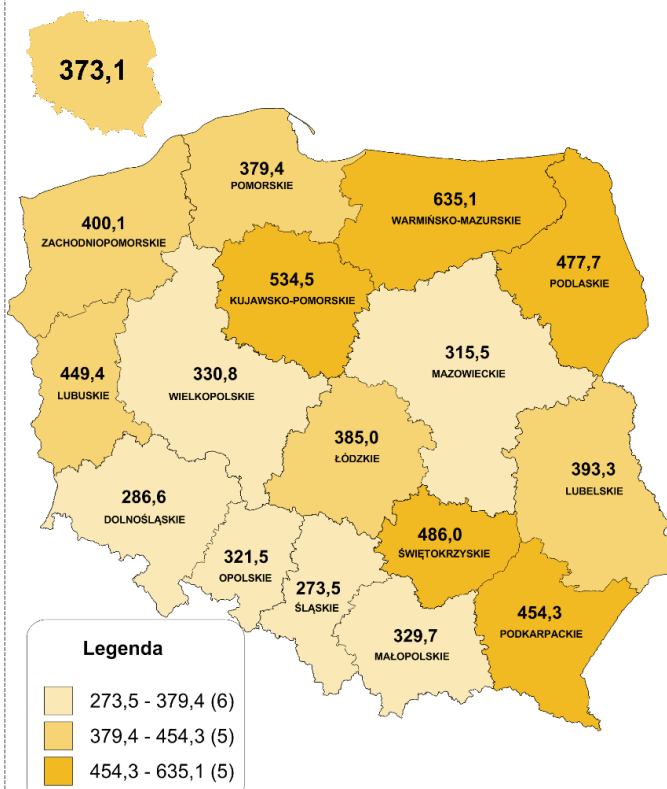 373,1
379,4
POMORSKIE
635,1
WARMIŃSKO-MAZURSKIE
400,1
ZACHODNIOPOMORSKIE
477,7
PODLASKIE
534,5
KUJAWSKO-POMORSKIE
449,4
LUBUSKIE
330,8
WIELKOPOLSKIE
315,5
MAZOWIECKIE
385,0
ŁÓDZKIE
393,3
LUBELSKIE
286,6
DOLNOŚLĄSKIE
486,0
ŚWIĘTOKRZYSKIE
321,5
OPOLSKIE
273,5
ŚLĄSKIE
329,7
MAŁOPOLSKIE
454,3
PODKARPACKIE
Legenda
273,5 - 379,4 (6)
379,4 - 454,3 (5)
454,3 - 635,1 (5)